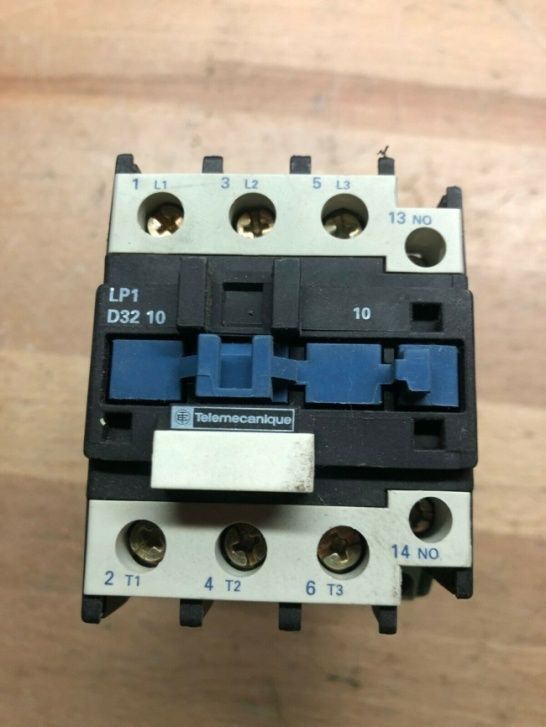 1 L1 3 L2 5 L3
13 NO
LP1
D32 10 10
Telemecanique
14 NO
2 T1 4 T2 6 T3